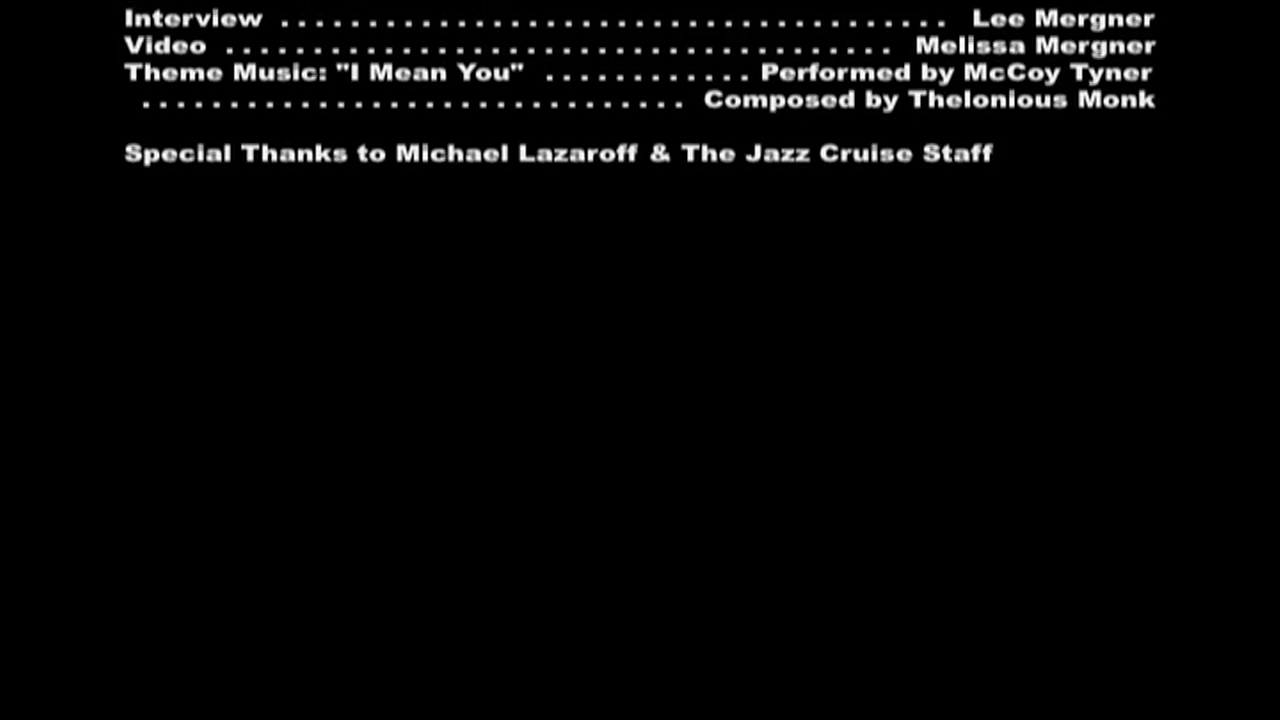 Interview . . . . . . . . . . . . . . . . . . . . . . . . . . . . . . . . . . . . . Lee Mergner
Video . . . . . . . . . . . . . . . . . . . . . . . . . . . . . . . . . . . . . Melissa Mergner
Theme Music: "I Mean You" . . . . . . . . . . . . Performed by McCoy Tyner
. . . . . . . . . . . . . . . . . . . . . . . . . . . . . . Composed by Thelonious Monk
Special Thanks to Michael Lazaroff & The Jazz Cruise Staff